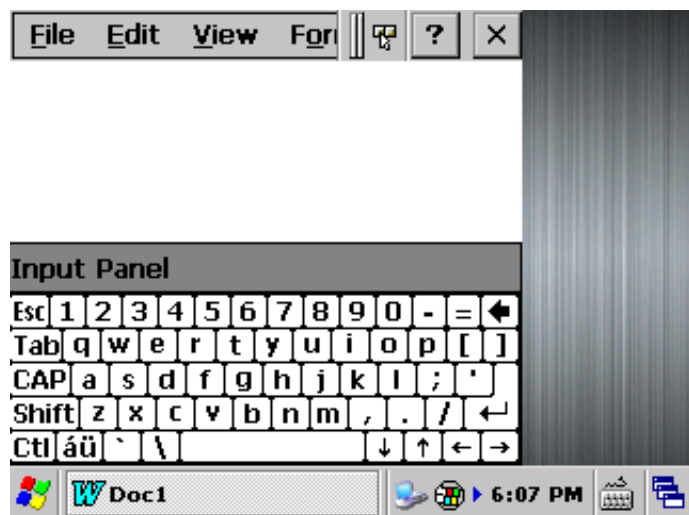 File Edit View For ? ×
Input Panel
Esc 1 2 3 4 5 6 7 8 9 0 - = 🡄
Tab q w e r t y u i o p [ ]
CAP a s d f g h j k l ; '
Shift z x c v b n m , . / ↵
Ctl áü ` \ ↓ ↑ ← →
W Doc1 6:07 PM